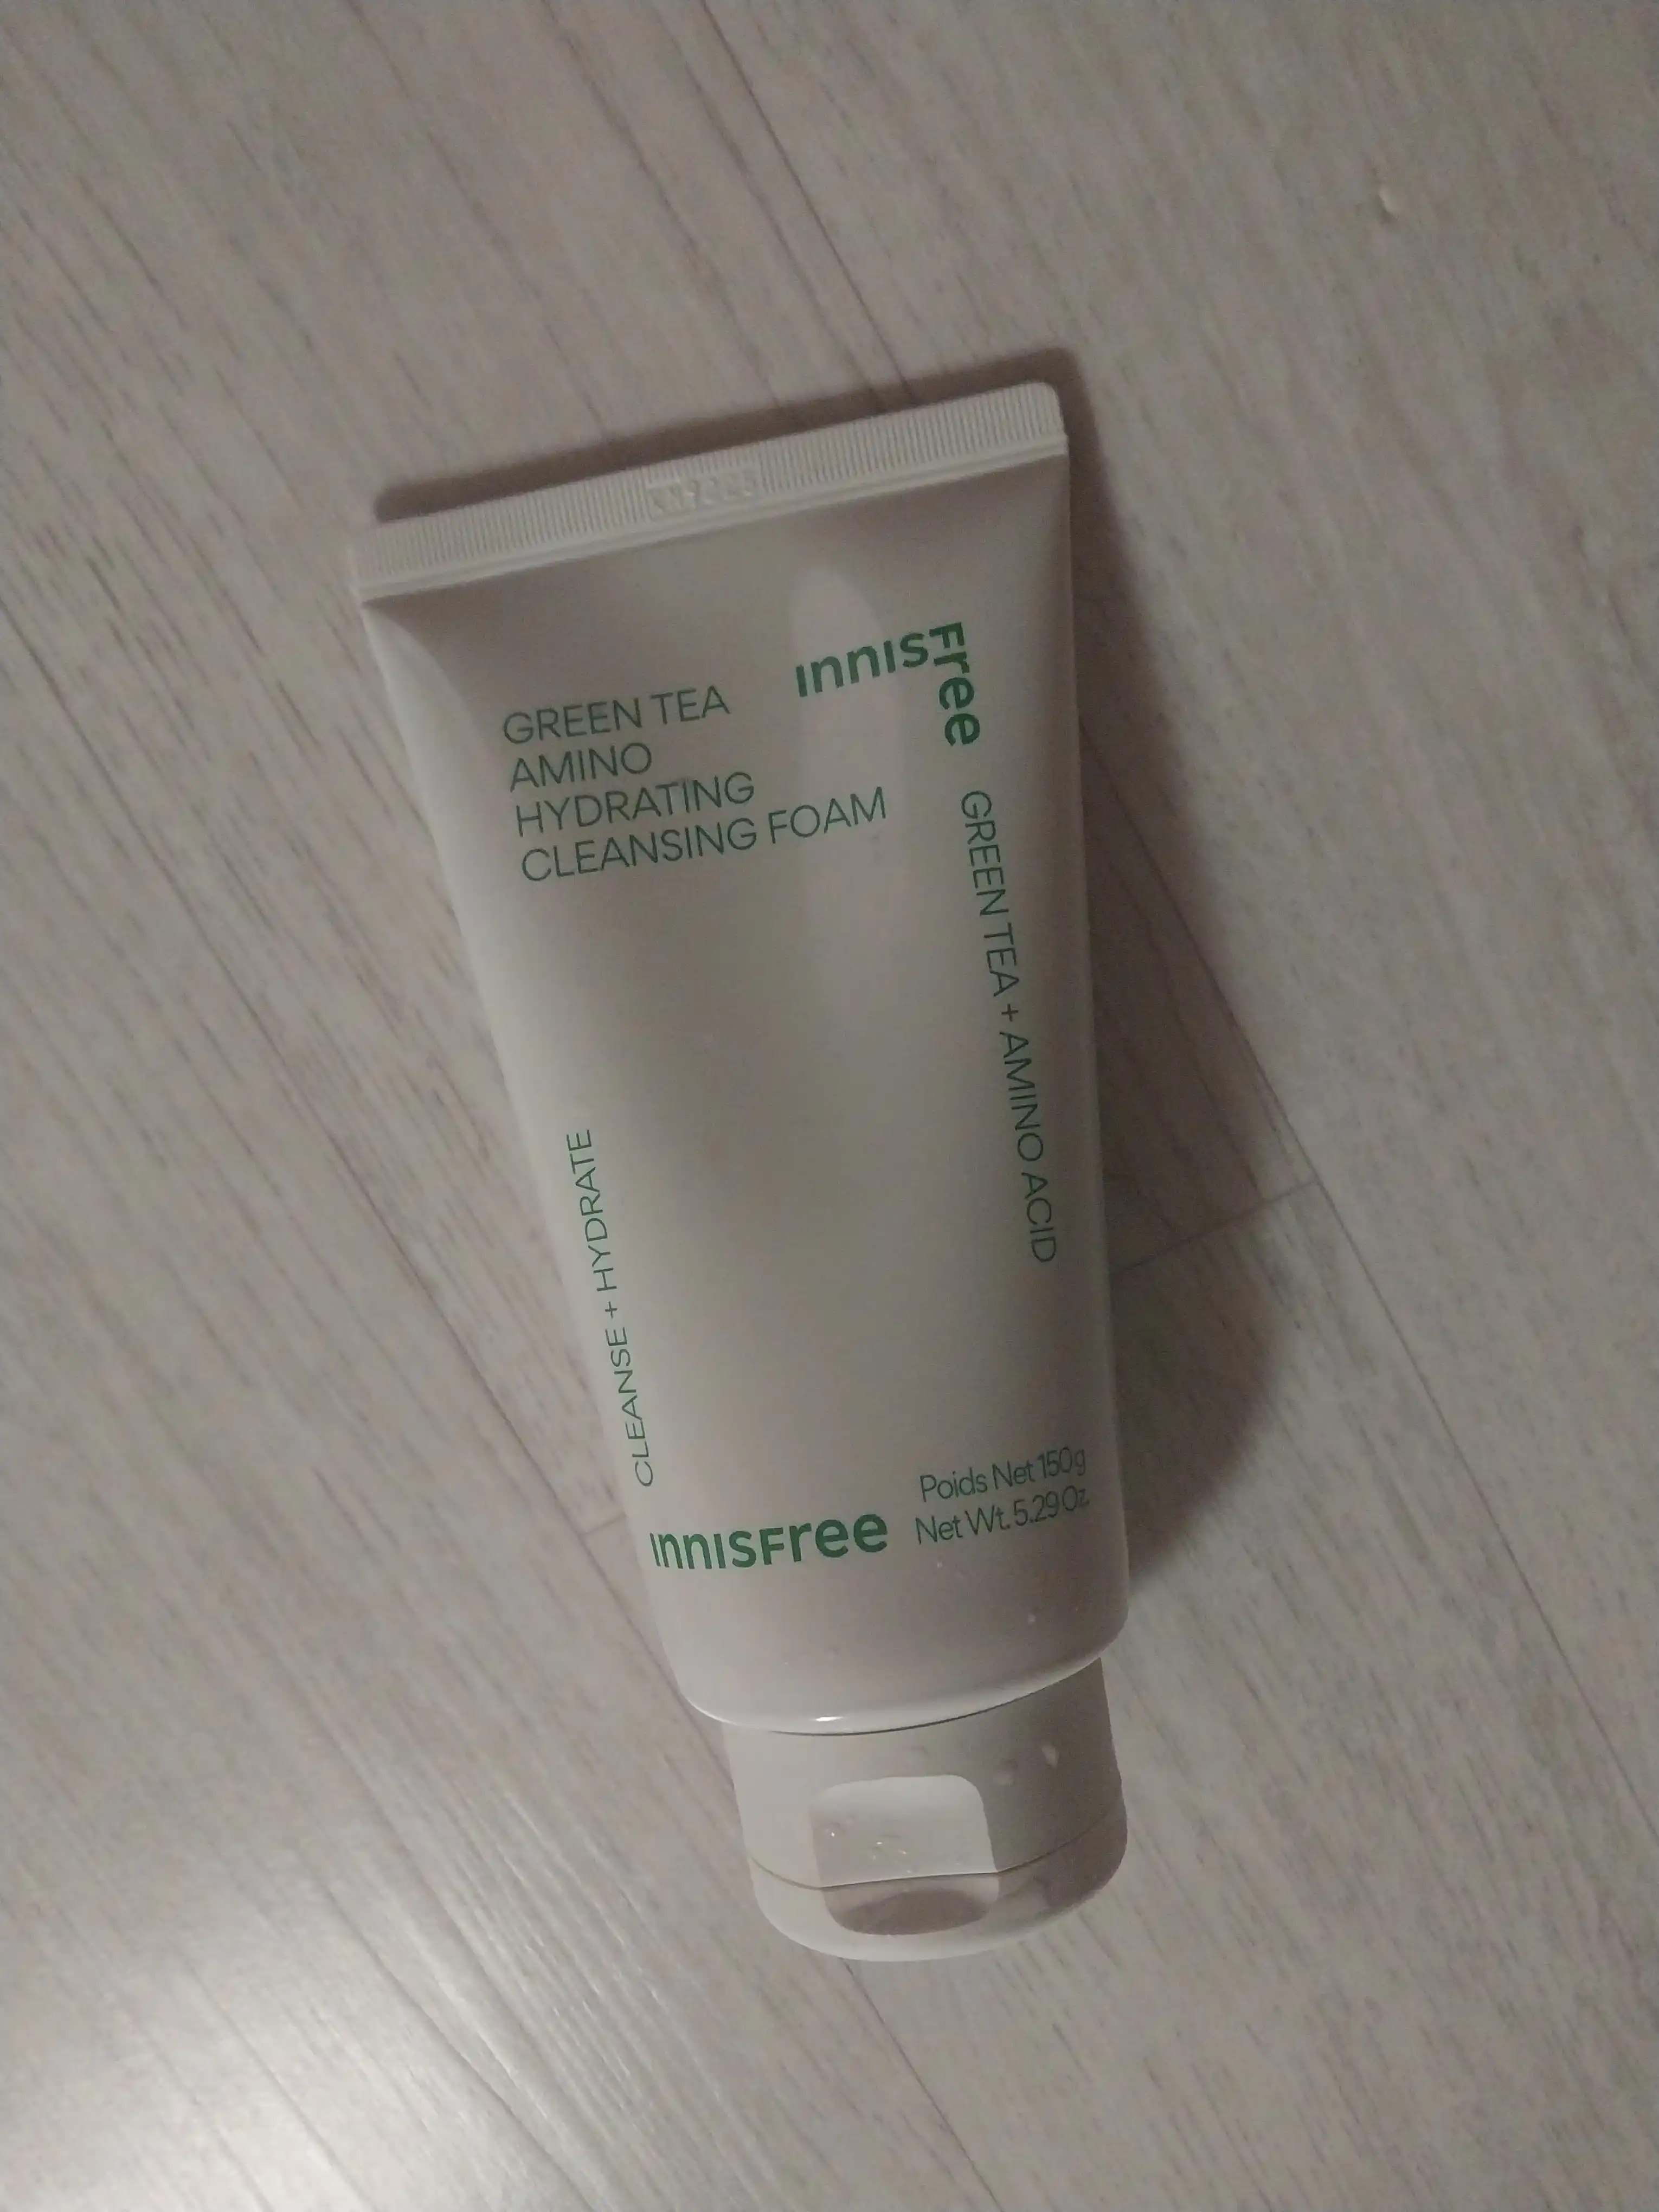 INNISFree
GREEN TEA
AMINO
HYDRATING
CLEANSING FOAM
GREEN TEA + AMINO ACID
CLEANSE + HYDRATE
INNISFree
Poids Net 150g
Net Wt. 5.29 Oz.